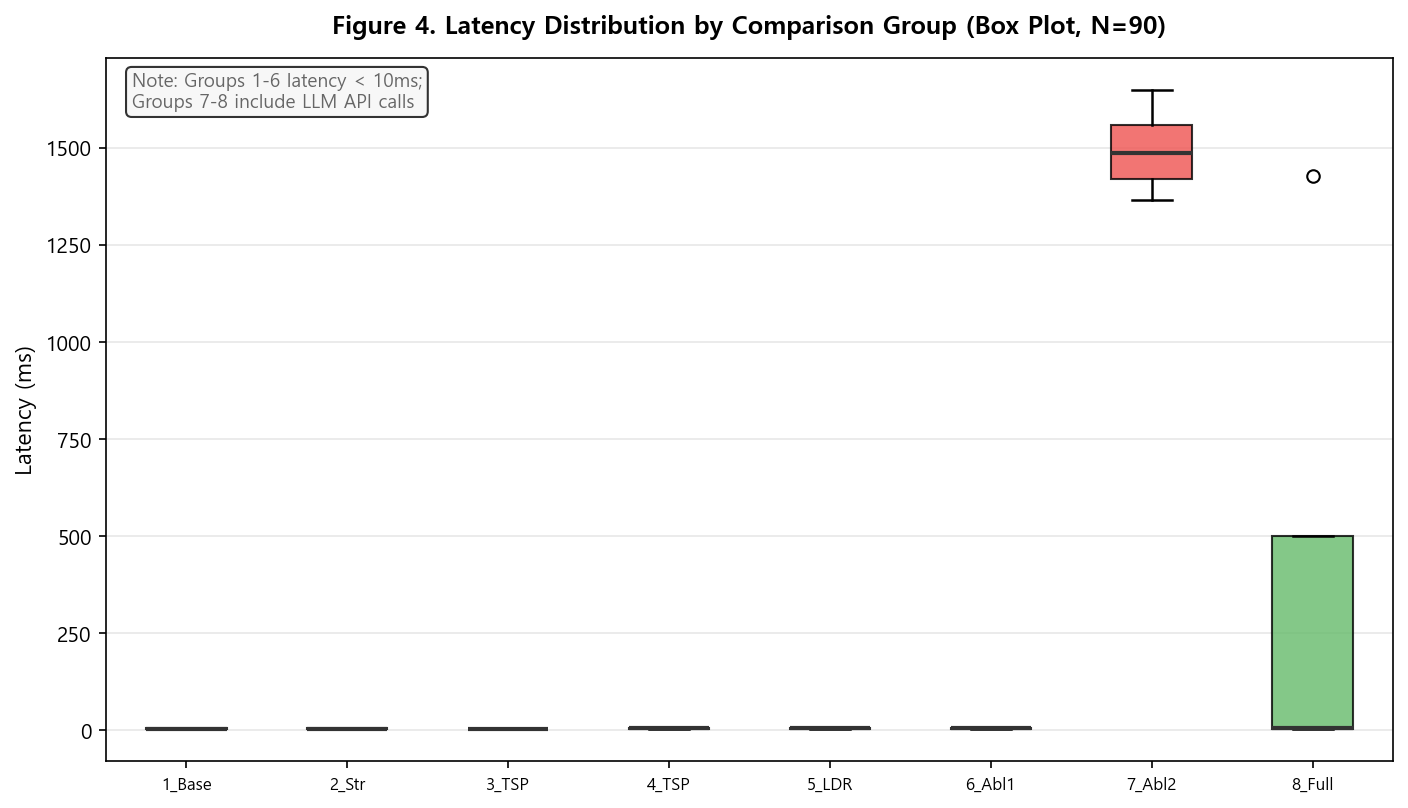 Figure 4. Latency Distribution by Comparison Group (Box Plot, N=90)
Note: Groups 1-6 latency < 10ms;
Groups 7-8 include LLM API calls
Latency (ms)
1500
1250
1000
750
500
250
0
1_Base
2_Str
3_TSP
4_TSP
5_LDR
6_Abl1
7_Abl2
8_Full